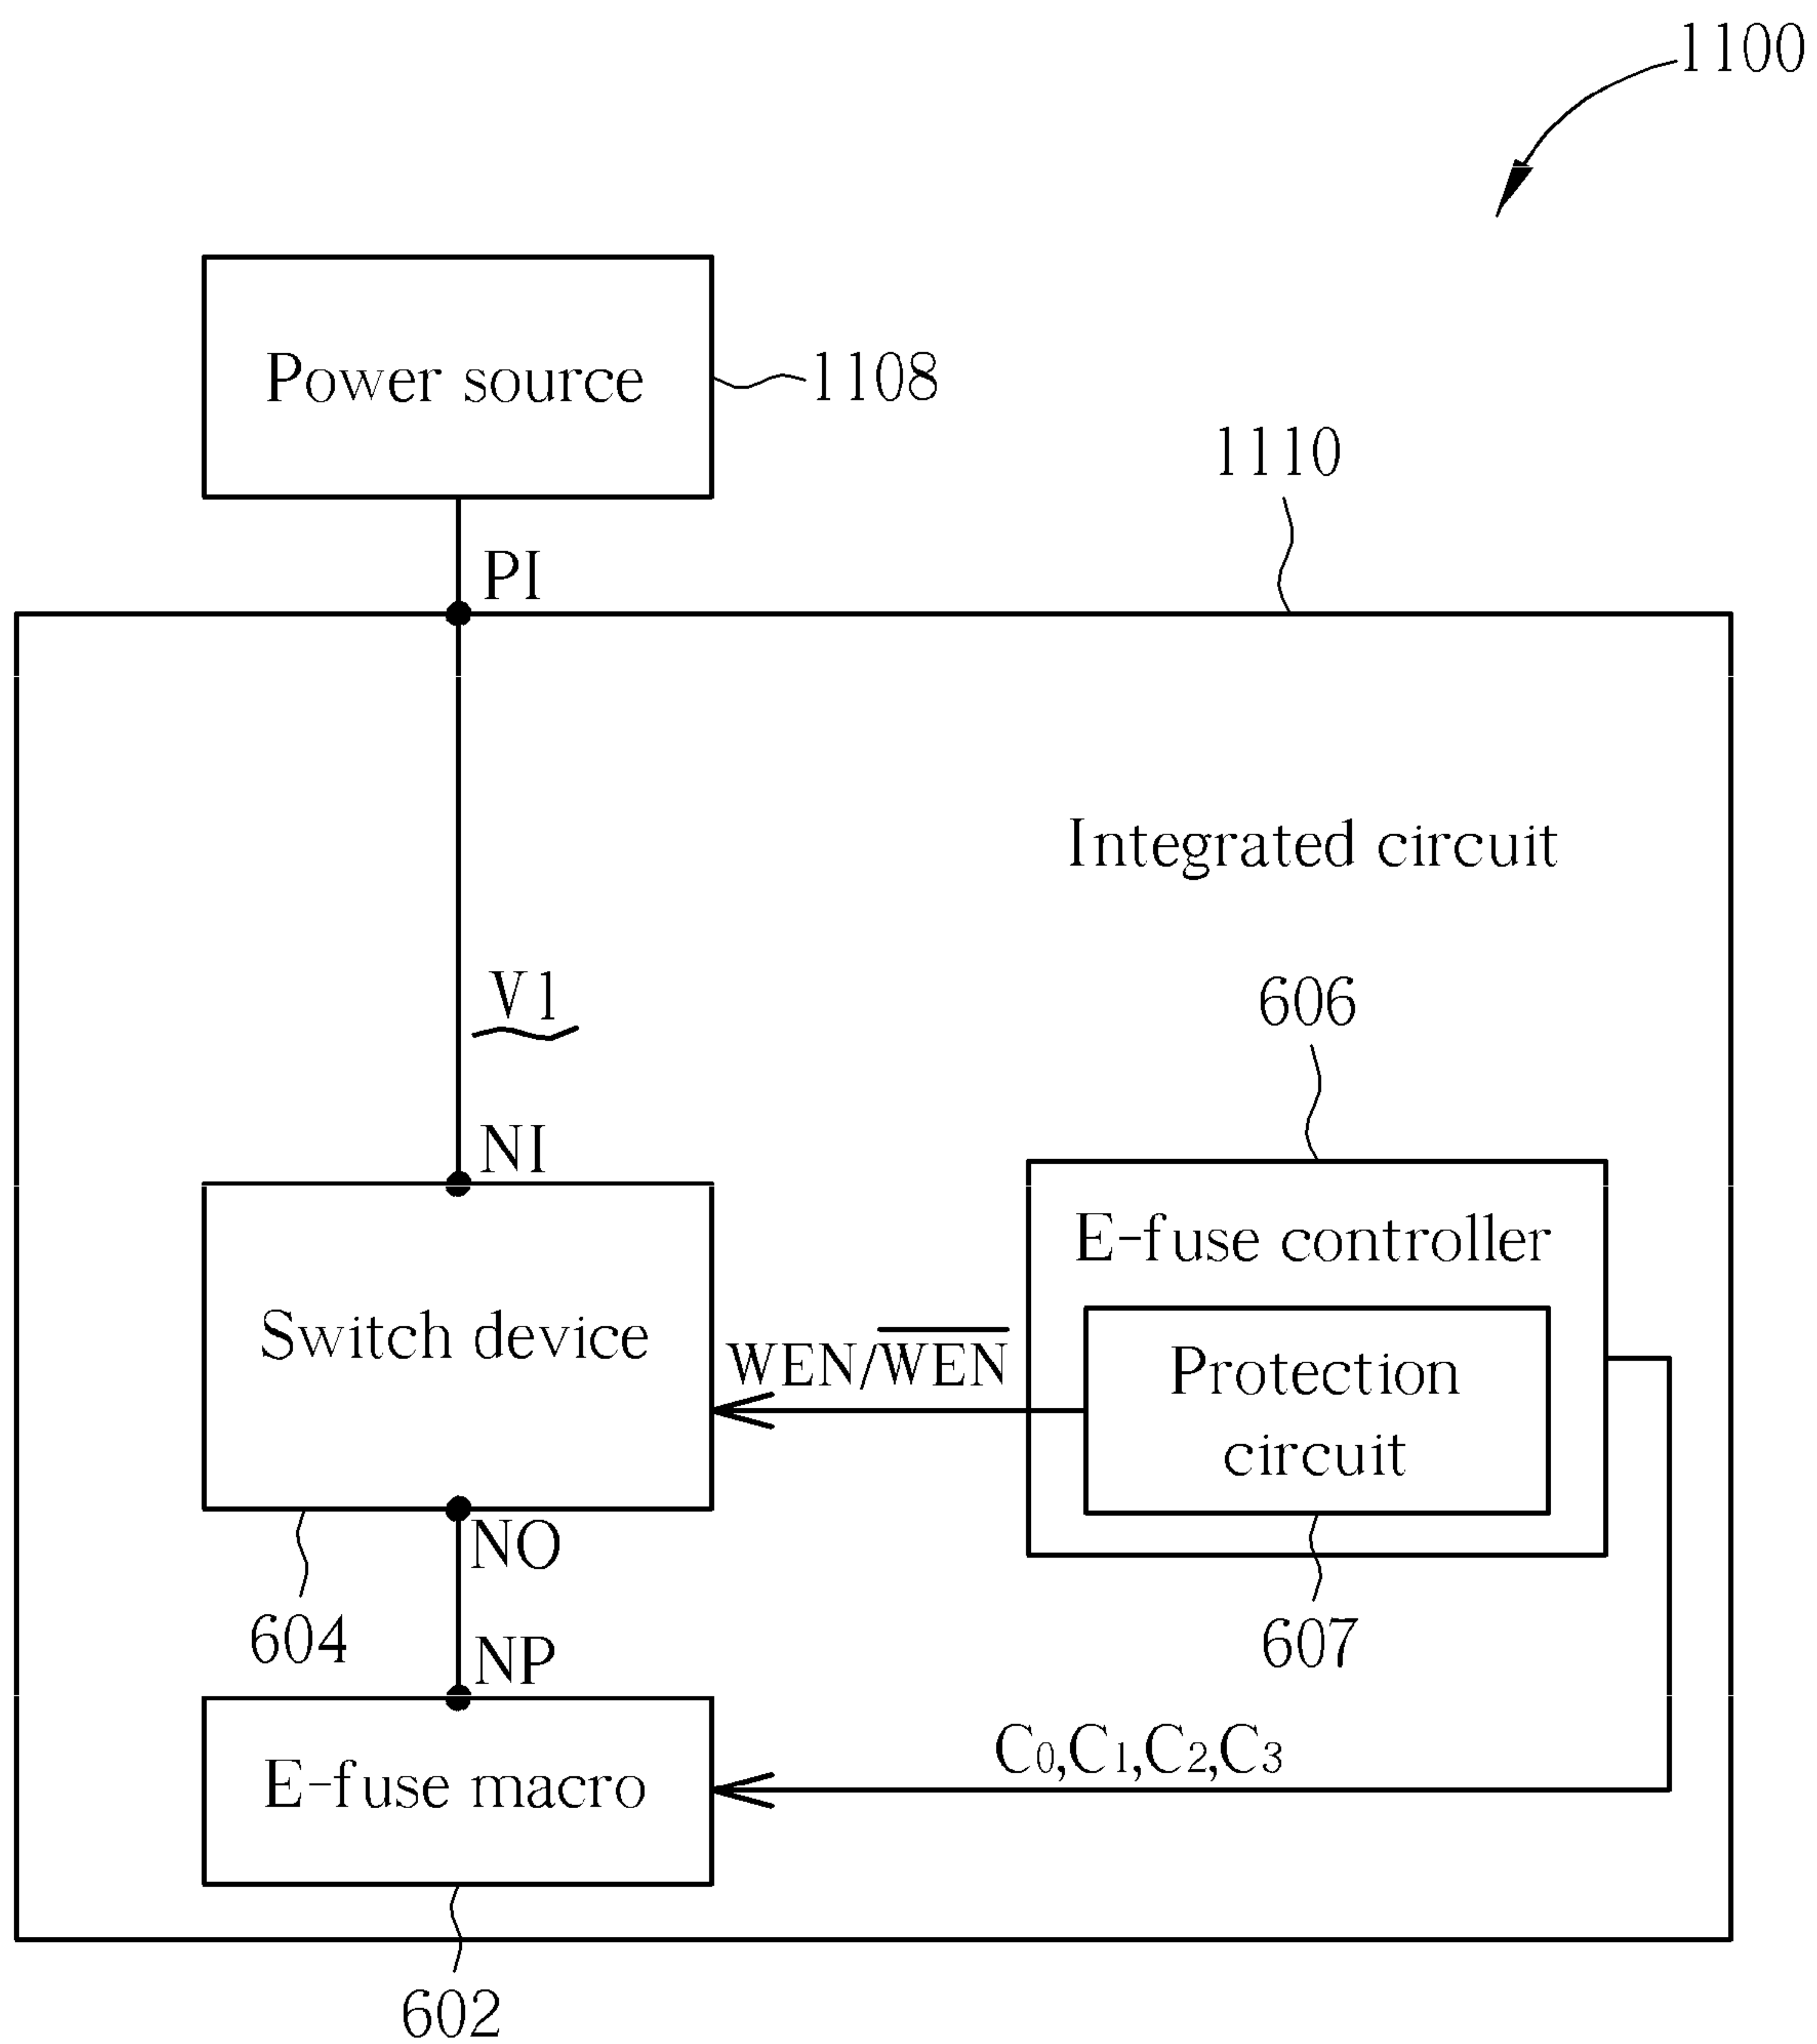 1100
Power source
1108
1110
PI
Integrated circuit
V1
606
NI
E-fuse controller
Switch device
WEN/W̅E̅N̅
Protection
circuit
NO
604
607
NP
C₀,C₁,C₂,C₃
E-fuse macro
602